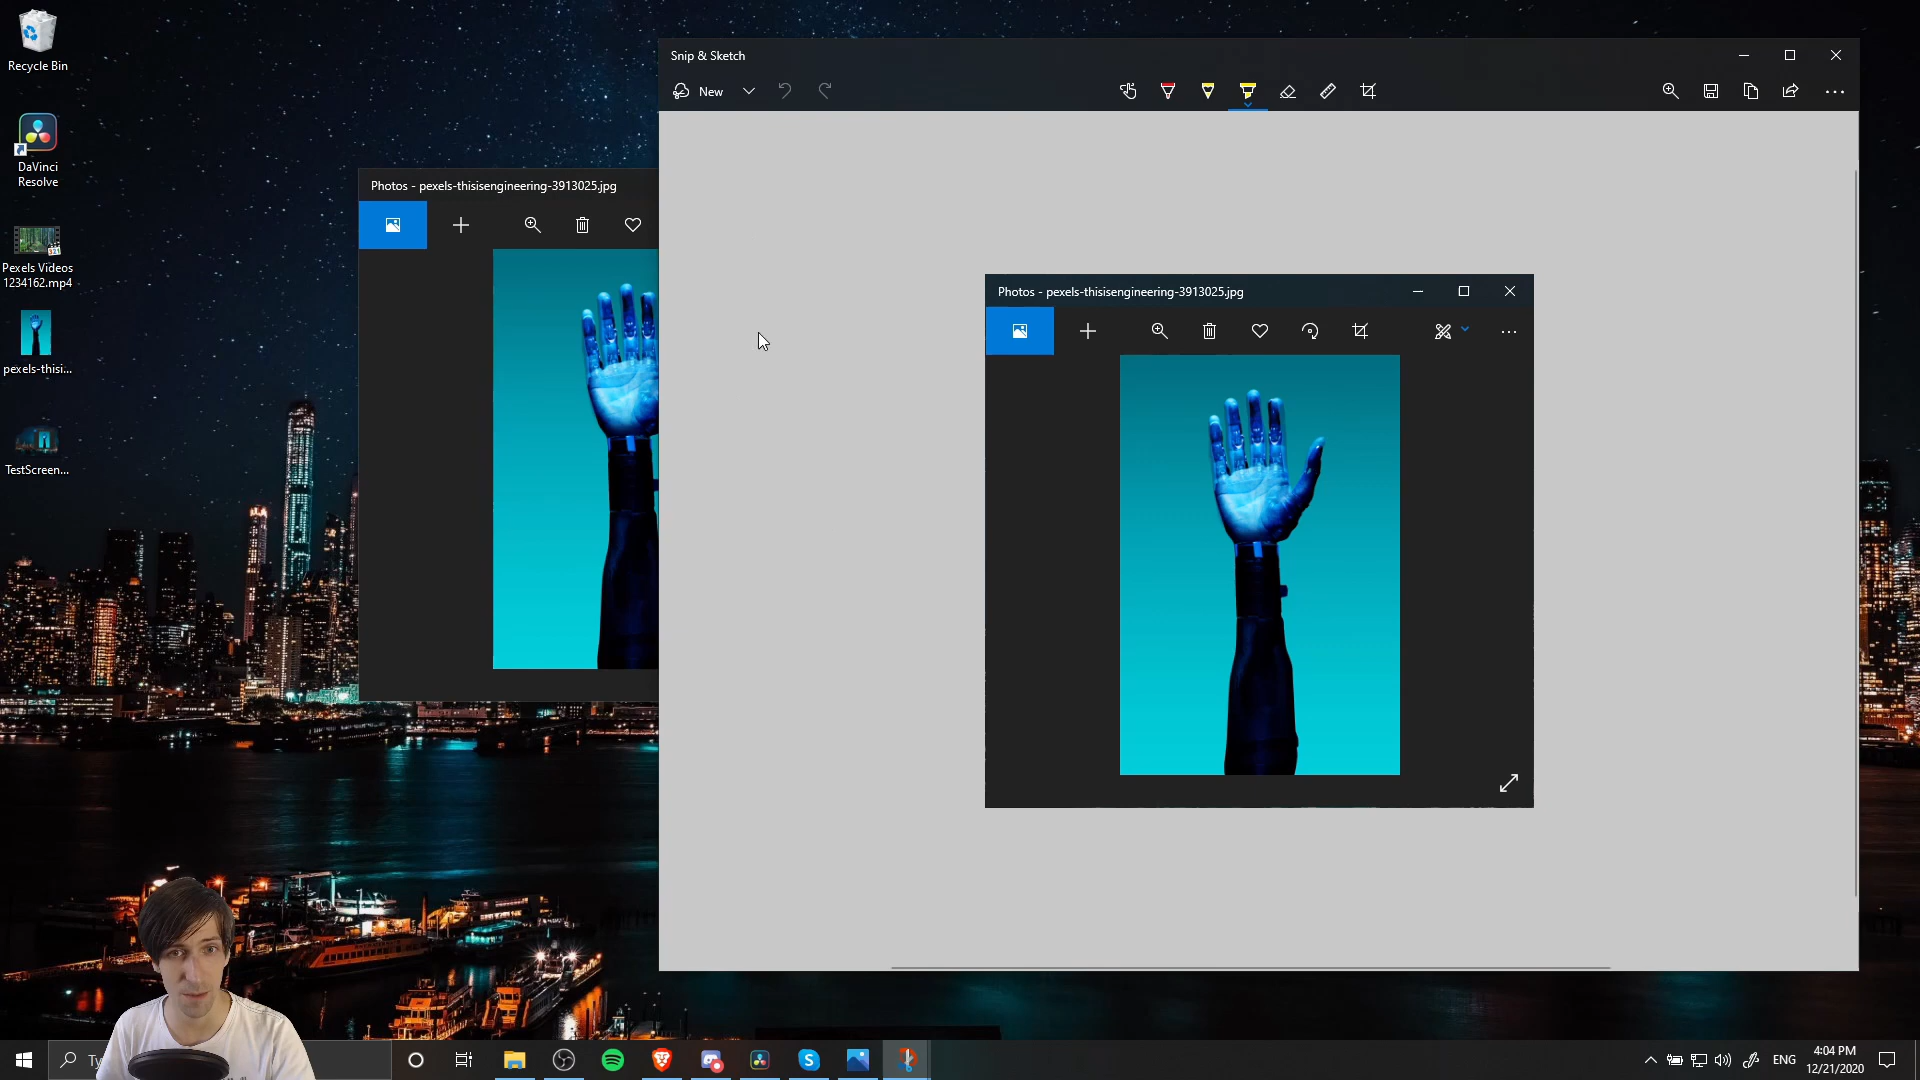 Recycle Bin
DaVinci
Resolve
Pexels Videos
1234162.mp4
pexels-thisi...
TestScreen...
Photos - pexels-thisisengineering-3913025.jpg
Snip & Sketch
New
Photos - pexels-thisisengineering-3913025.jpg
Ty
ENG
4:04 PM
12/21/2020